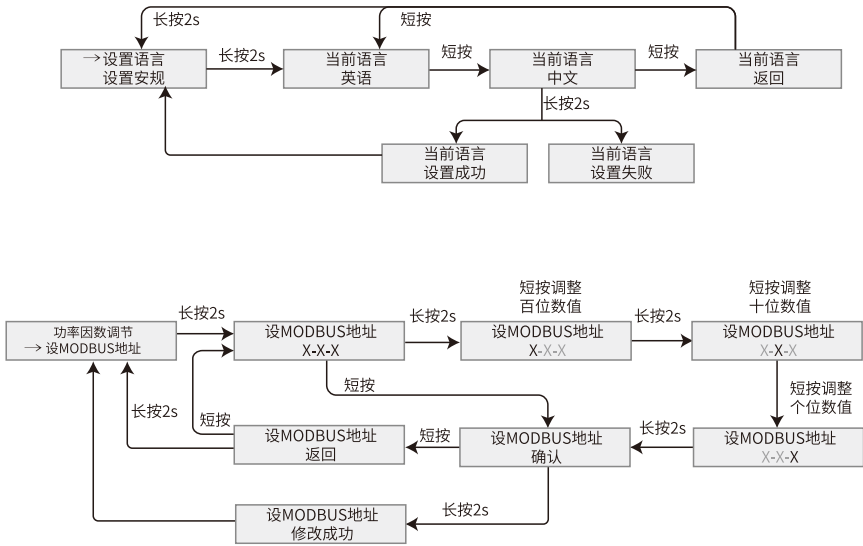 长按2s
短按
→设置语言
设置安规
长按2s
当前语言
英语
短按
当前语言
中文
短按
当前语言
返回
长按2s
当前语言
设置成功
当前语言
设置失败
短按调整
百位数值
短按调整
十位数值
功率因数调节
→ 设MODBUS地址
长按2s
设MODBUS地址
X-X-X
长按2s
设MODBUS地址
X-X-X
长按2s
设MODBUS地址
X-X-X
短按
短按调整
个位数值
长按2s
短按
设MODBUS地址
返回
短按
设MODBUS地址
确认
长按2s
设MODBUS地址
X-X-X
设MODBUS地址
修改成功
长按2s